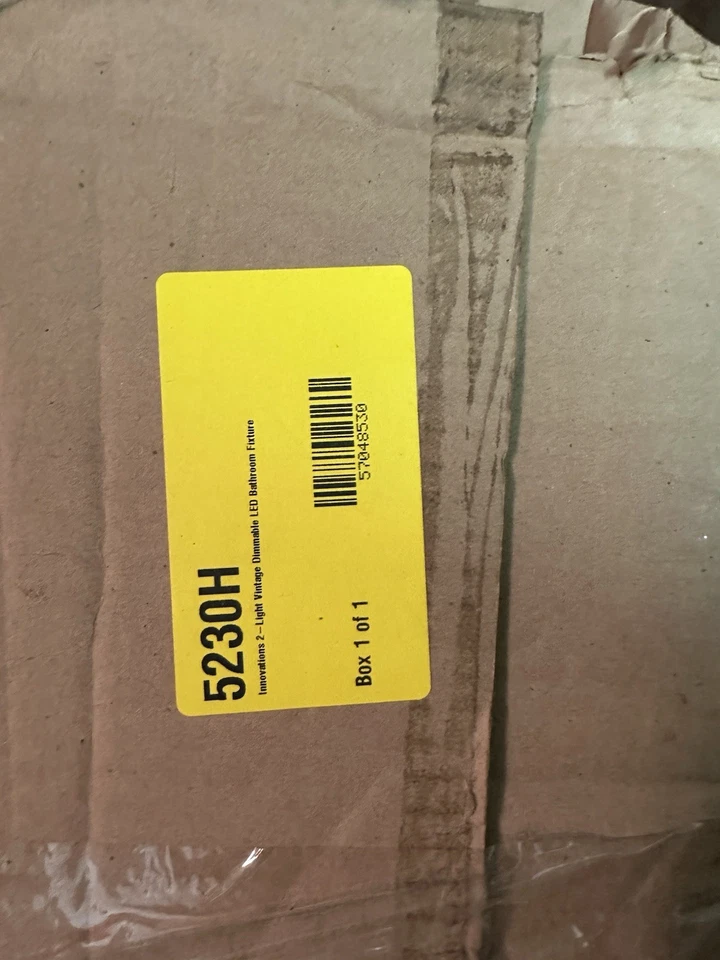 5230H
Innovations 2-Light Vintage Dimmable LED Bathroom Fixture
57048530
Box 1 of 1